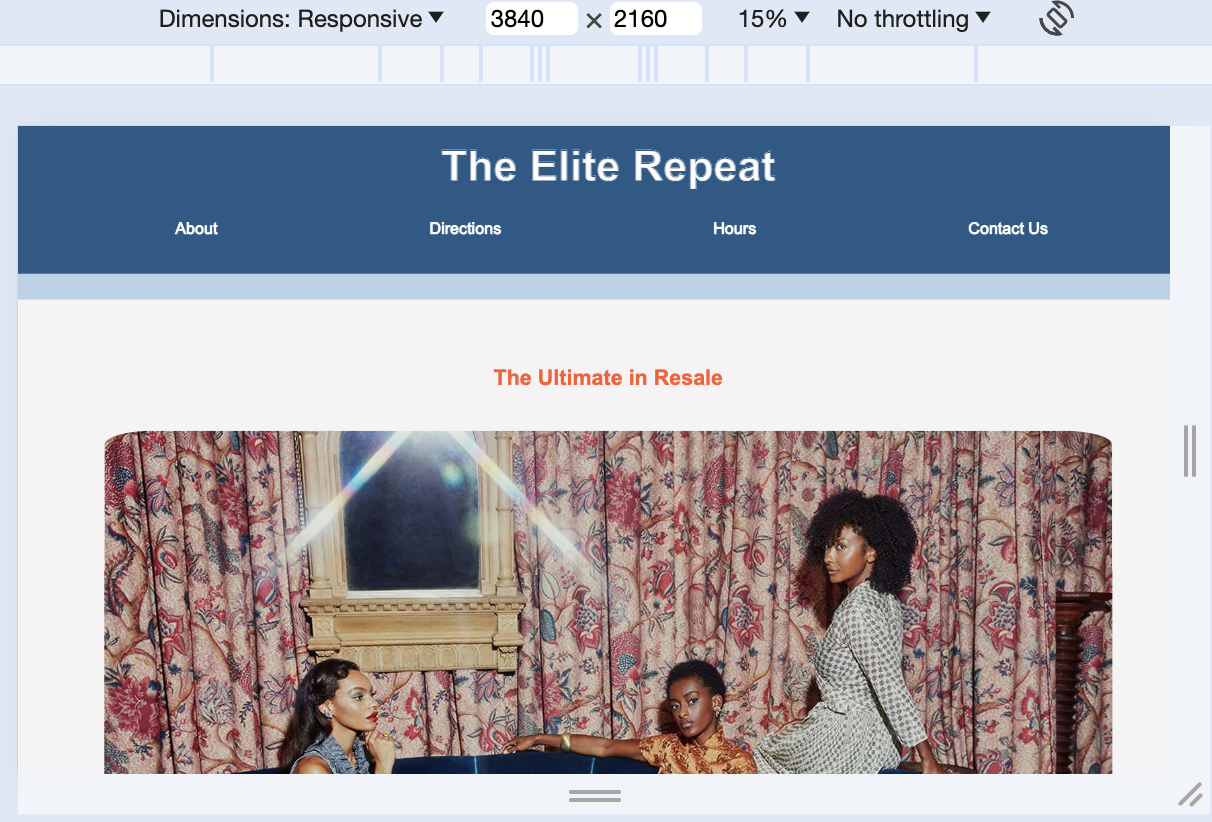 Dimensions: Responsive ▼ 3840 × 2160 15% ▼ No throttling ▼
The Elite Repeat
About Directions Hours Contact Us
The Ultimate in Resale